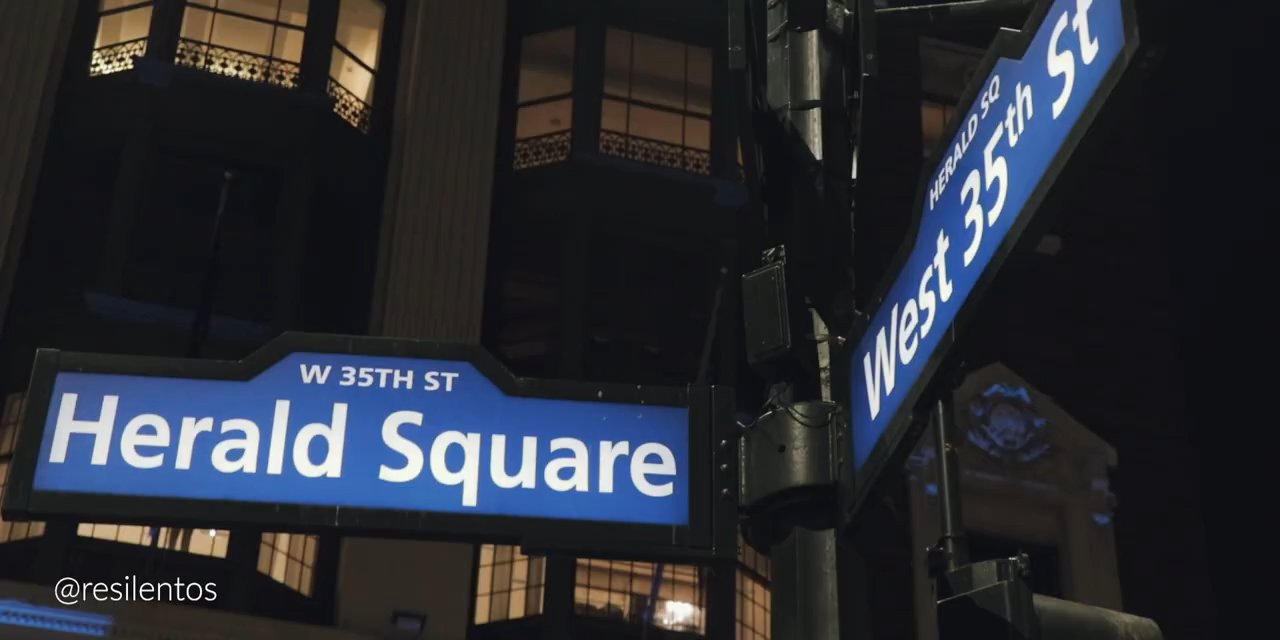 W 35TH ST
Herald Square
HERALD SQ
West 35th St
@resilentos